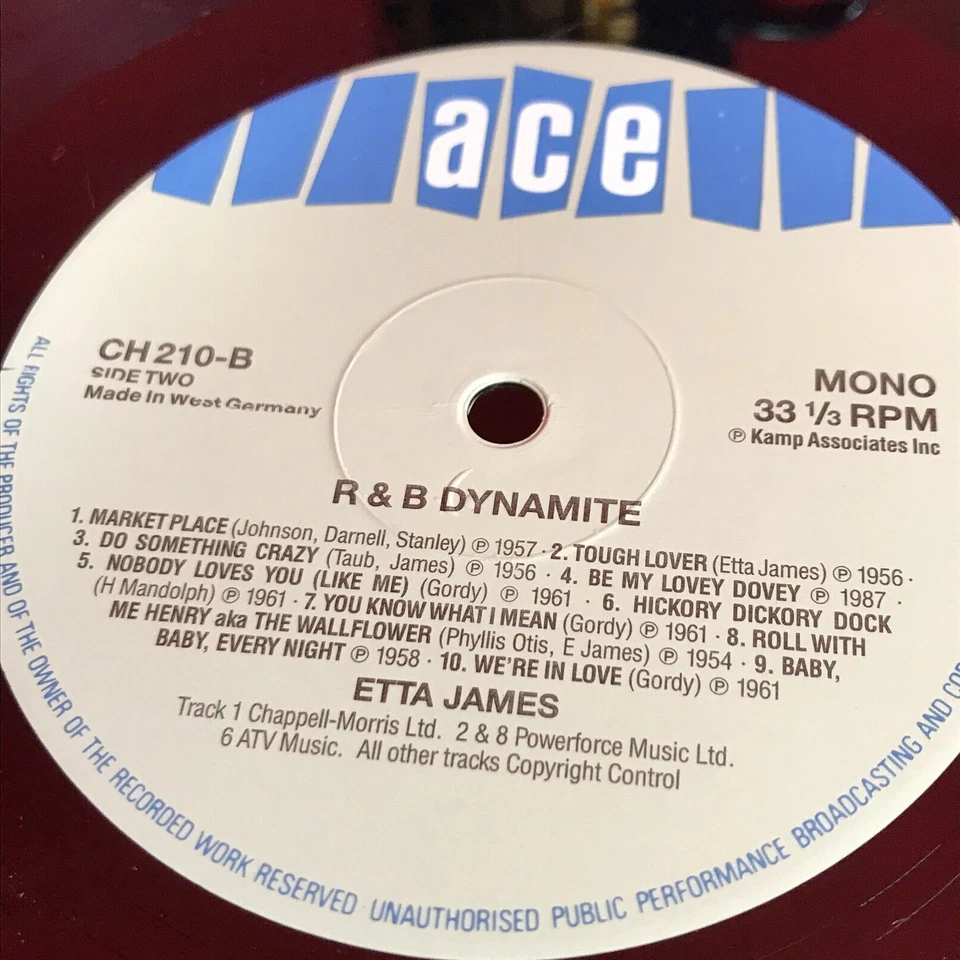 ace
CH 210-B
SIDE TWO
Made In West Germany
MONO
33 1/3 RPM
℗ Kamp Associates Inc
R & B DYNAMITE
1. MARKET PLACE (Johnson, Darnell, Stanley) ℗ 1957 · 2. TOUGH LOVER (Etta James) ℗ 1956 ·
3. DO SOMETHING CRAZY (Taub, James) ℗ 1956 · 4. BE MY LOVEY DOVEY ℗ 1987 ·
5. NOBODY LOVES YOU (LIKE ME) (Gordy) ℗ 1961 · 6. HICKORY DICKORY DOCK
(H Mandolph) ℗ 1961 · 7. YOU KNOW WHAT I MEAN (Gordy) ℗ 1961 · 8. ROLL WITH
ME HENRY aka THE WALLFLOWER (Phyllis Otis, E James) ℗ 1954 · 9. BABY,
BABY, EVERY NIGHT ℗ 1958 · 10. WE'RE IN LOVE (Gordy) ℗ 1961
ETTA JAMES
Track 1 Chappell-Morris Ltd. 2 & 8 Powerforce Music Ltd.
6 ATV Music. All other tracks Copyright Control
ALL RIGHTS OF THE PRODUCER AND OF THE OWNER OF THE RECORDED WORK RESERVED · UNAUTHORISED PUBLIC PERFORMANCE BROADCASTING AND